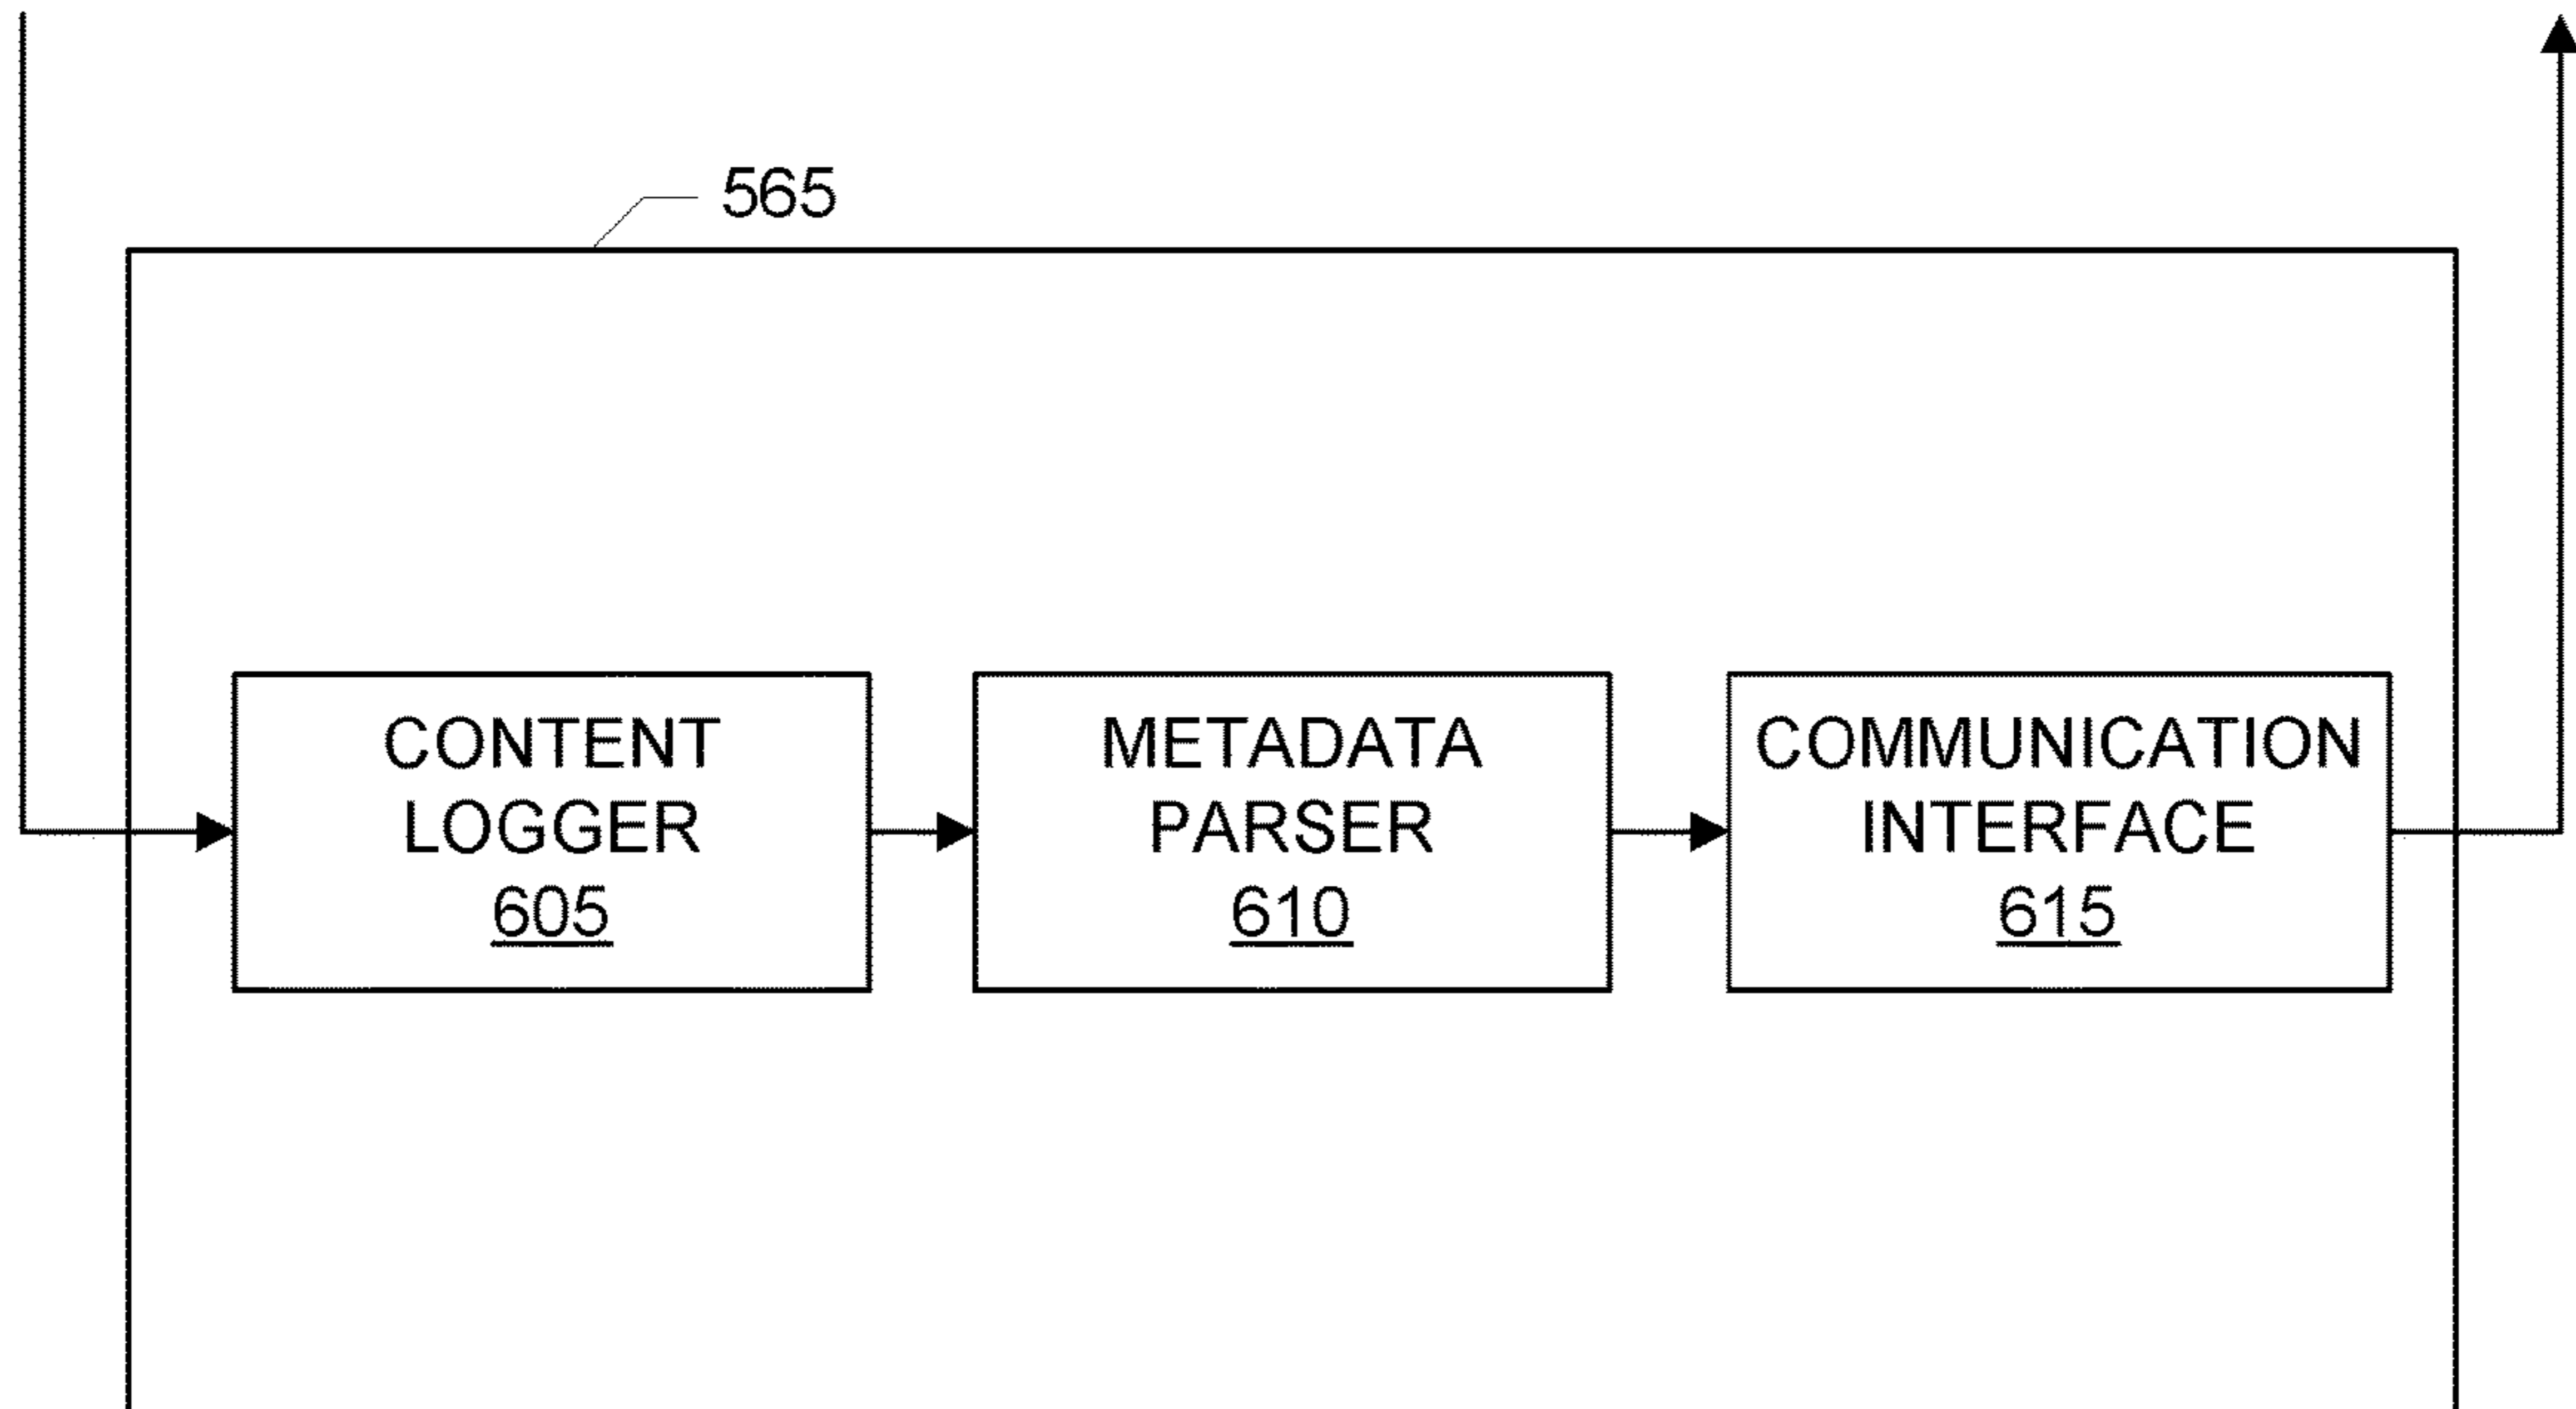 565
CONTENT
LOGGER
605
METADATA
PARSER
610
COMMUNICATION
INTERFACE
615